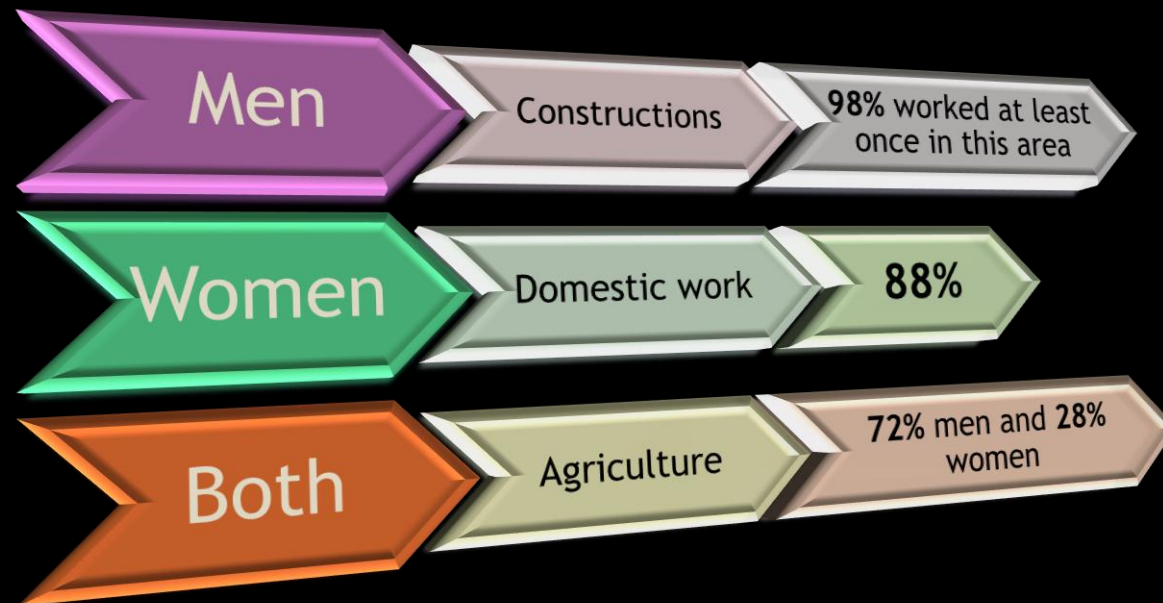 Men
Constructions
98% worked at least
once in this area
Women
Domestic work
88%
Both
Agriculture
72% men and 28%
women